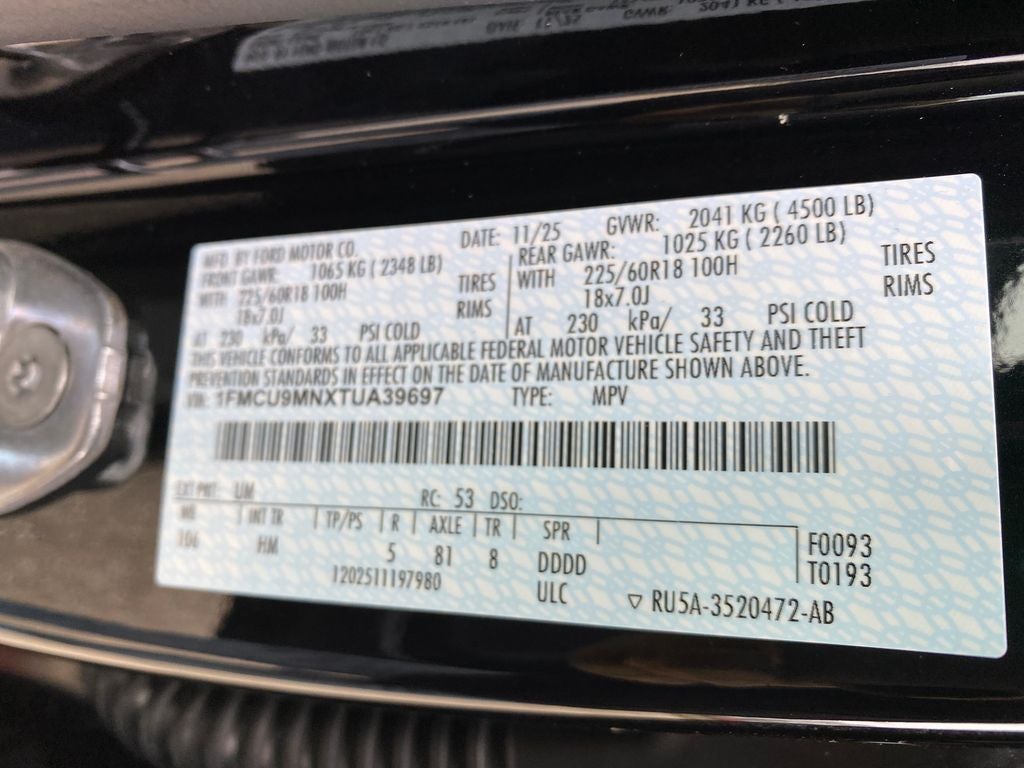 MFD. BY FORD MOTOR CO. DATE: 11/25 GVWR: 2041 KG ( 4500 LB)
FRONT GAWR: 1065 KG ( 2348 LB) REAR GAWR: 1025 KG ( 2260 LB)
WITH 225/60R18 100H TIRES WITH 225/60R18 100H TIRES
18x7.0J RIMS 18x7.0J RIMS
AT 230 kPa/ 33 PSI COLD AT 230 kPa/ 33 PSI COLD
THIS VEHICLE CONFORMS TO ALL APPLICABLE FEDERAL MOTOR VEHICLE SAFETY AND THEFT
PREVENTION STANDARDS IN EFFECT ON THE DATE OF MANUFACTURE SHOWN ABOVE.
VIN: 1FMCU9MNXTUA39697 TYPE: MPV
EXT PNT: UM RC: 53 DSO:
WB INT TR TP/PS R AXLE TR SPR F0093
106 HM 5 81 8 DDDD T0193
1202511197980 ULC ▽ RU5A-3520472-AB